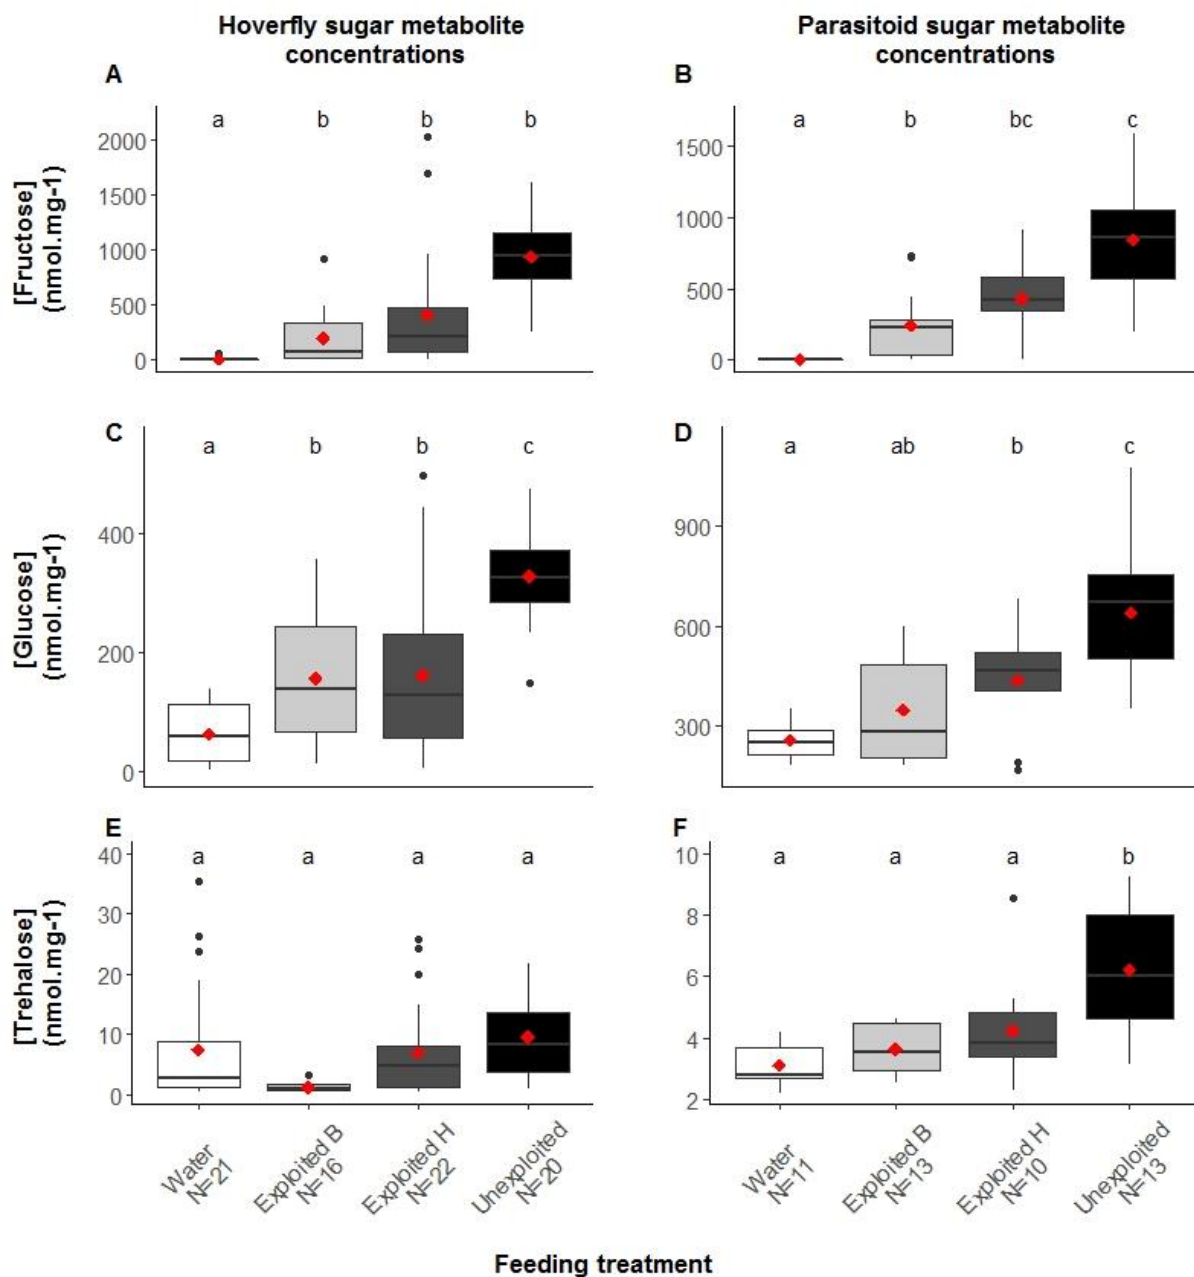 Hoverfly sugar metabolite
concentrations
Parasitoid sugar metabolite
concentrations
A
a
b
b
b
[Fructose]
(nmol.mg-1)
2000
1500
1000
500
0
B
a
b
bc
c
1500
1000
500
0
C
a
b
b
c
[Glucose]
(nmol.mg-1)
400
200
0
D
a
ab
b
c
900
600
300
E
a
a
a
a
[Trehalose]
(nmol.mg-1)
40
30
20
10
0
Water
N=21
Exploited B
N=16
Exploited H
N=22
Unexploited
N=20
F
a
a
a
b
10
8
6
4
2
Water
N=11
Exploited B
N=13
Exploited H
N=10
Unexploited
N=13
Feeding treatment